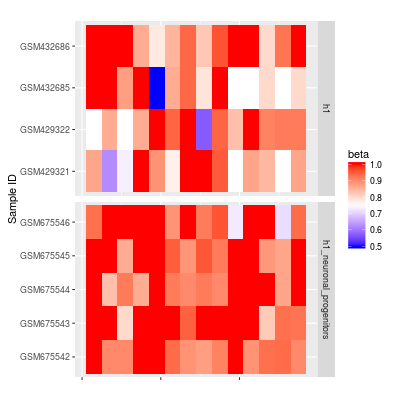 GSM432686
GSM432685
GSM429322
GSM429321
h1
GSM675546
GSM675545
GSM675544
GSM675543
GSM675542
h1_neuronal_progenitors
Sample ID
beta
1.0
0.9
0.8
0.7
0.6
0.5